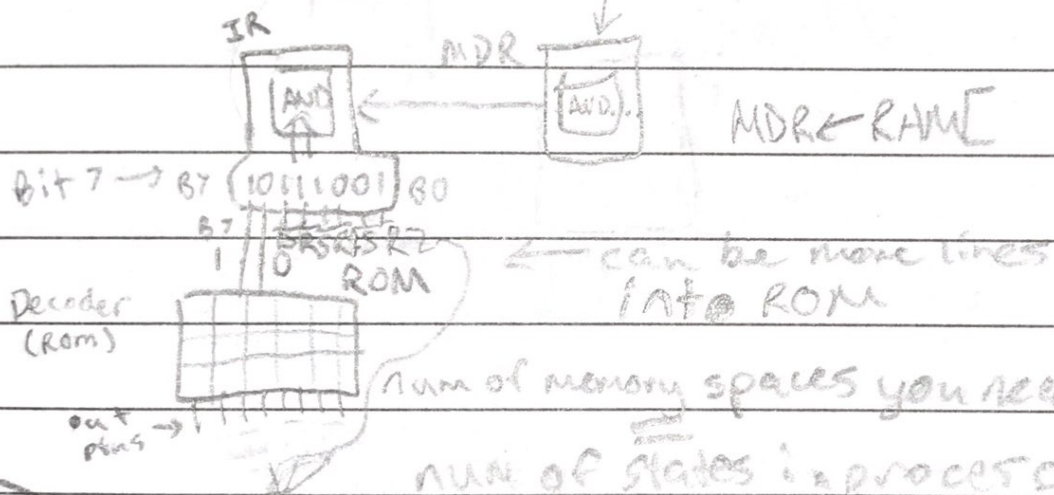 IR
MDR
AND
AND..
MDR ← RAM[
Bit 7 → B7 10111001 B0
B7
1 0
ROM
← can be more lines
into ROM
Decoder
(Rom)
num of memory spaces you nee
out →
pins
=
num of states in process